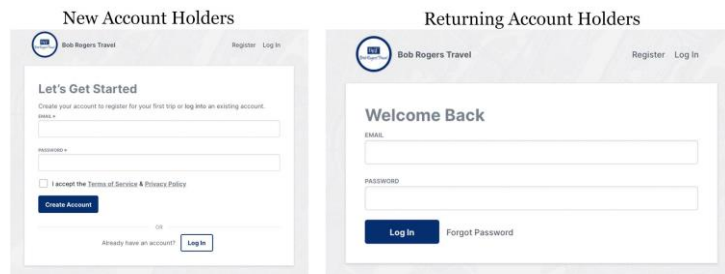 New Account Holders
Bob Rogers Travel
Register Log In
Let's Get Started
Create your account to register for your first trip or log into an existing account.
EMAIL *
PASSWORD *
I accept the Terms of Service & Privacy Policy
Create Account
OR
Already have an account? Log In
Returning Account Holders
Bob Rogers Travel
Register Log In
Welcome Back
EMAIL
PASSWORD
Log In Forgot Password